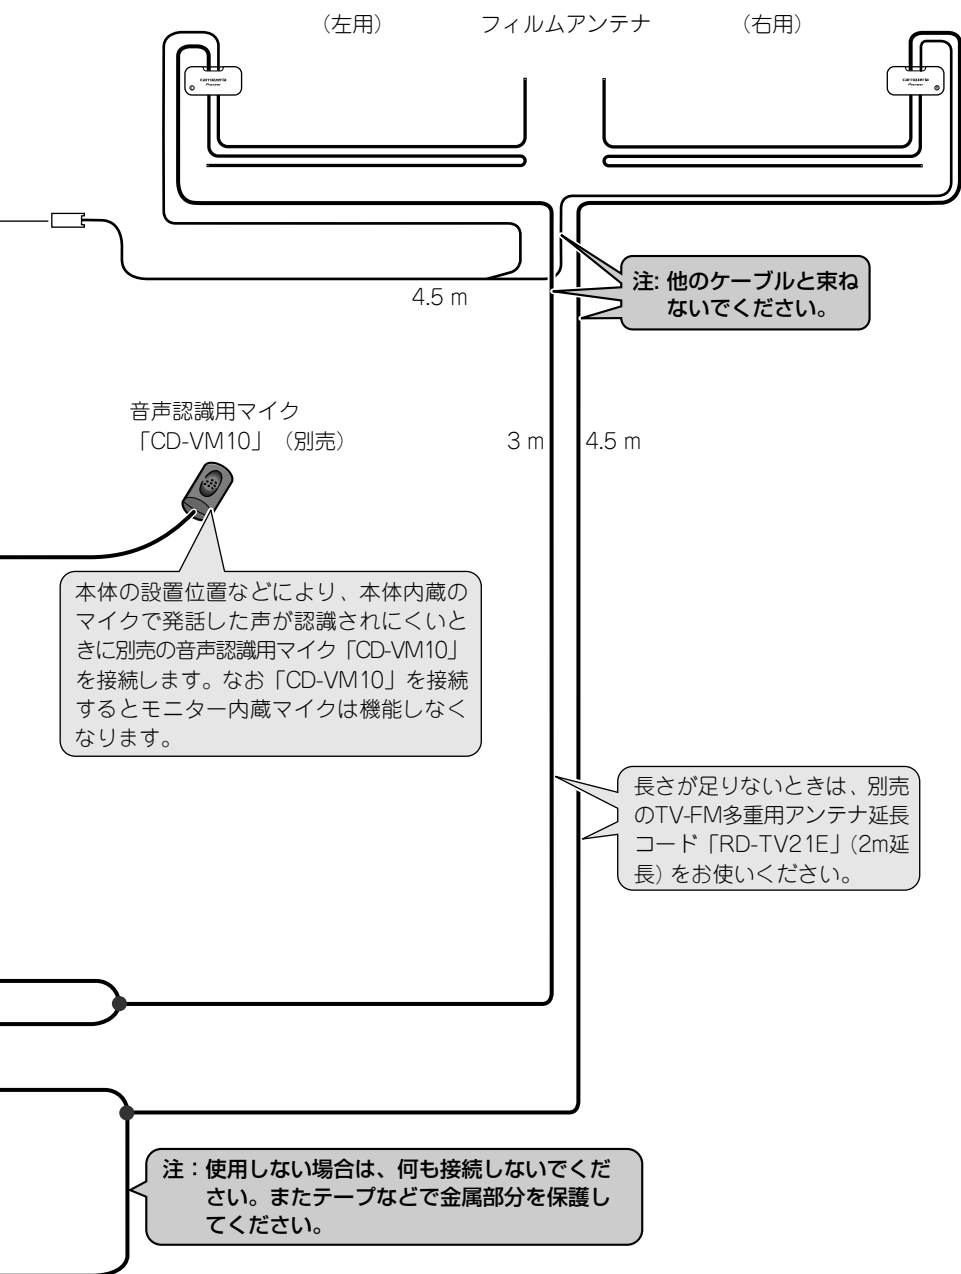 （左用）
フィルムアンテナ
（右用）
carrozzeria
Pioneer
carrozzeria
Pioneer
注: 他のケーブルと束ね
ないでください。
4.5 m
音声認識用マイク
「CD-VM10」（別売）
3 m
4.5 m
本体の設置位置などにより、本体内蔵の
マイクで発話した声が認識されにくいと
きに別売の音声認識用マイク「CD-VM10」
を接続します。なお「CD-VM10」を接続
するとモニター内蔵マイクは機能しなく
なります。
長さが足りないときは、別売
のTV-FM多重用アンテナ延長
コード「RD-TV21E」（2m延
長）をお使いください。
注：使用しない場合は、何も接続しないでくだ
さい。またテープなどで金属部分を保護し
てください。